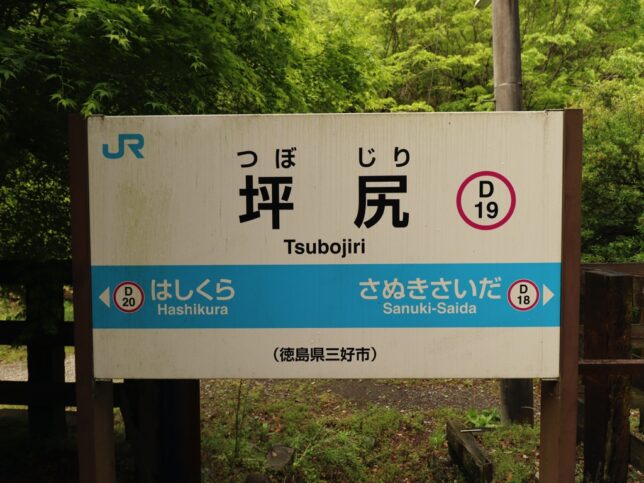 JR
つぼ じり
坪 尻
D
19
Tsubojiri
D
20
はしくら
Hashikura
さぬきさいだ
Sanuki-Saida
D
18
（徳島県三好市）